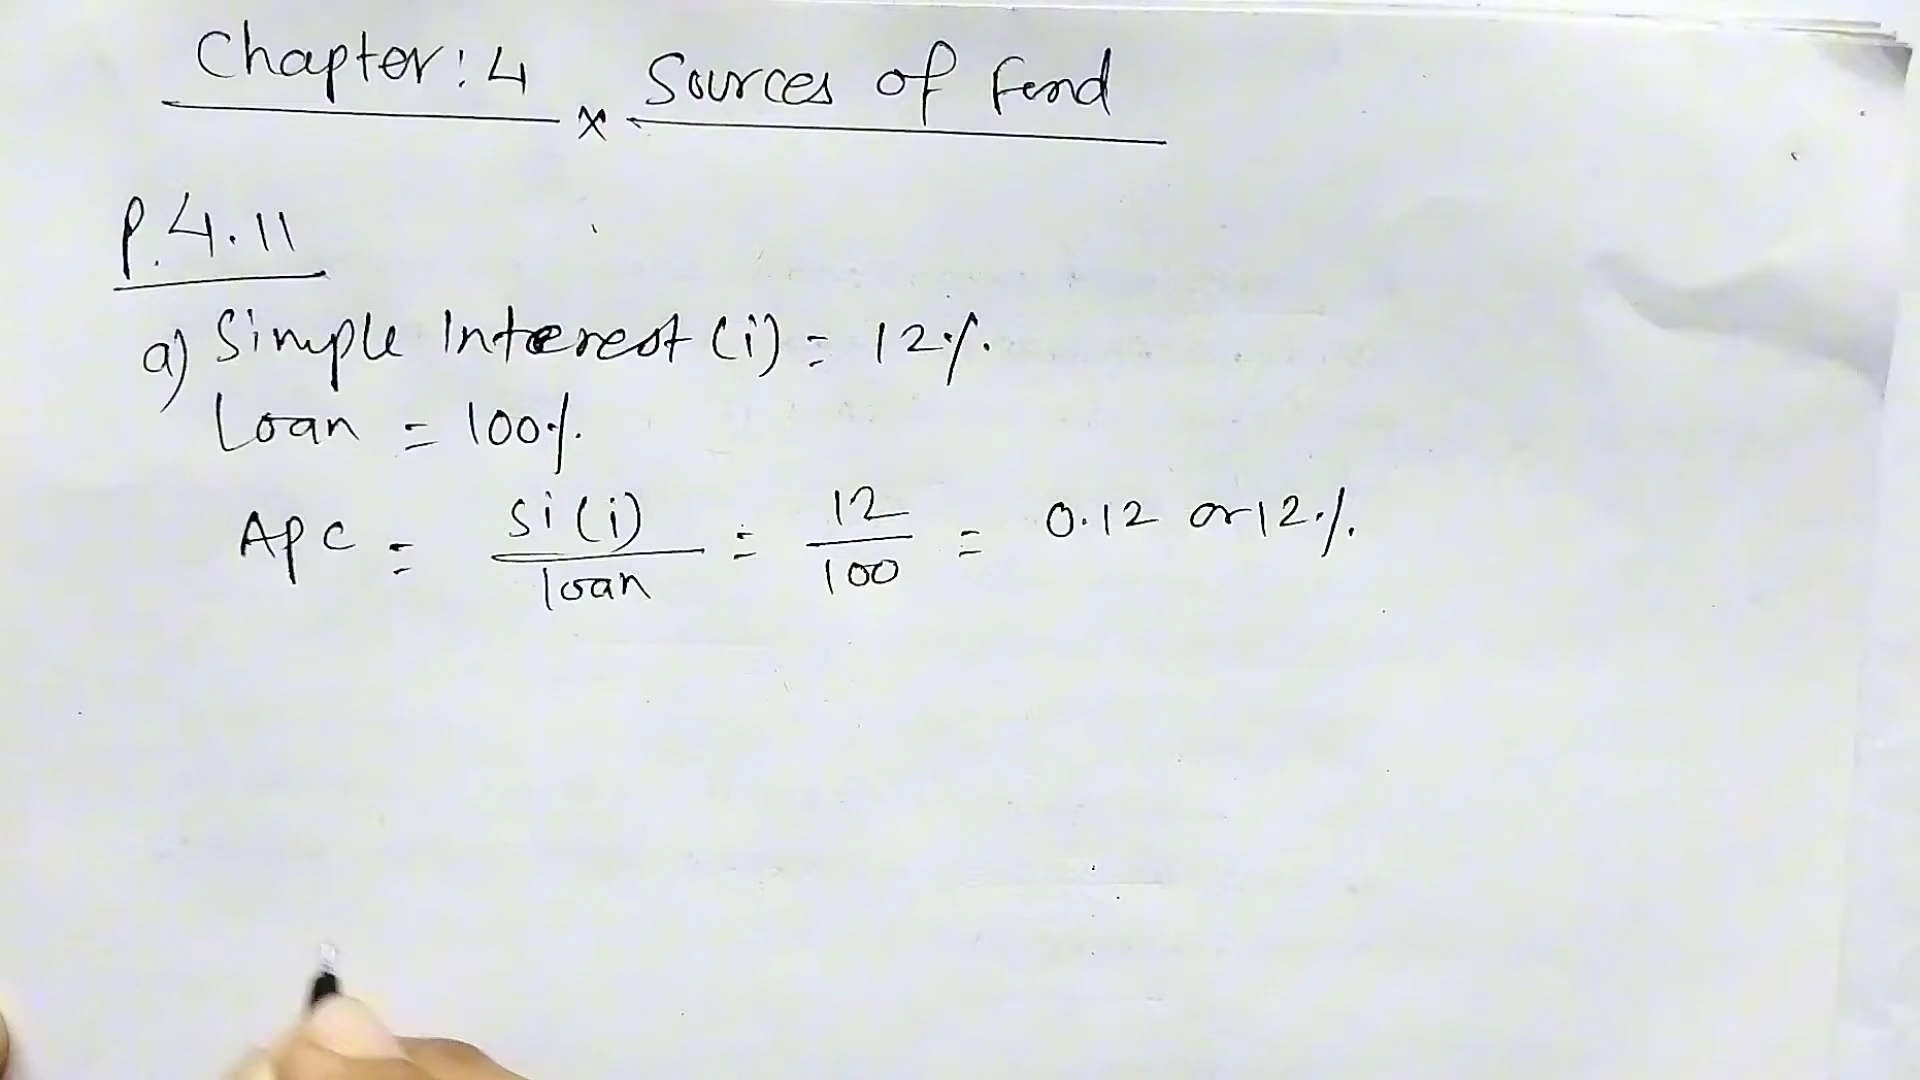 Chapter: 4 × Sources of Fund
P.4.11
a) Simple Interest (i) = 12%.
Loan = 100%.
APC = Si(i)/loan = 12/100 = 0.12 or 12%.